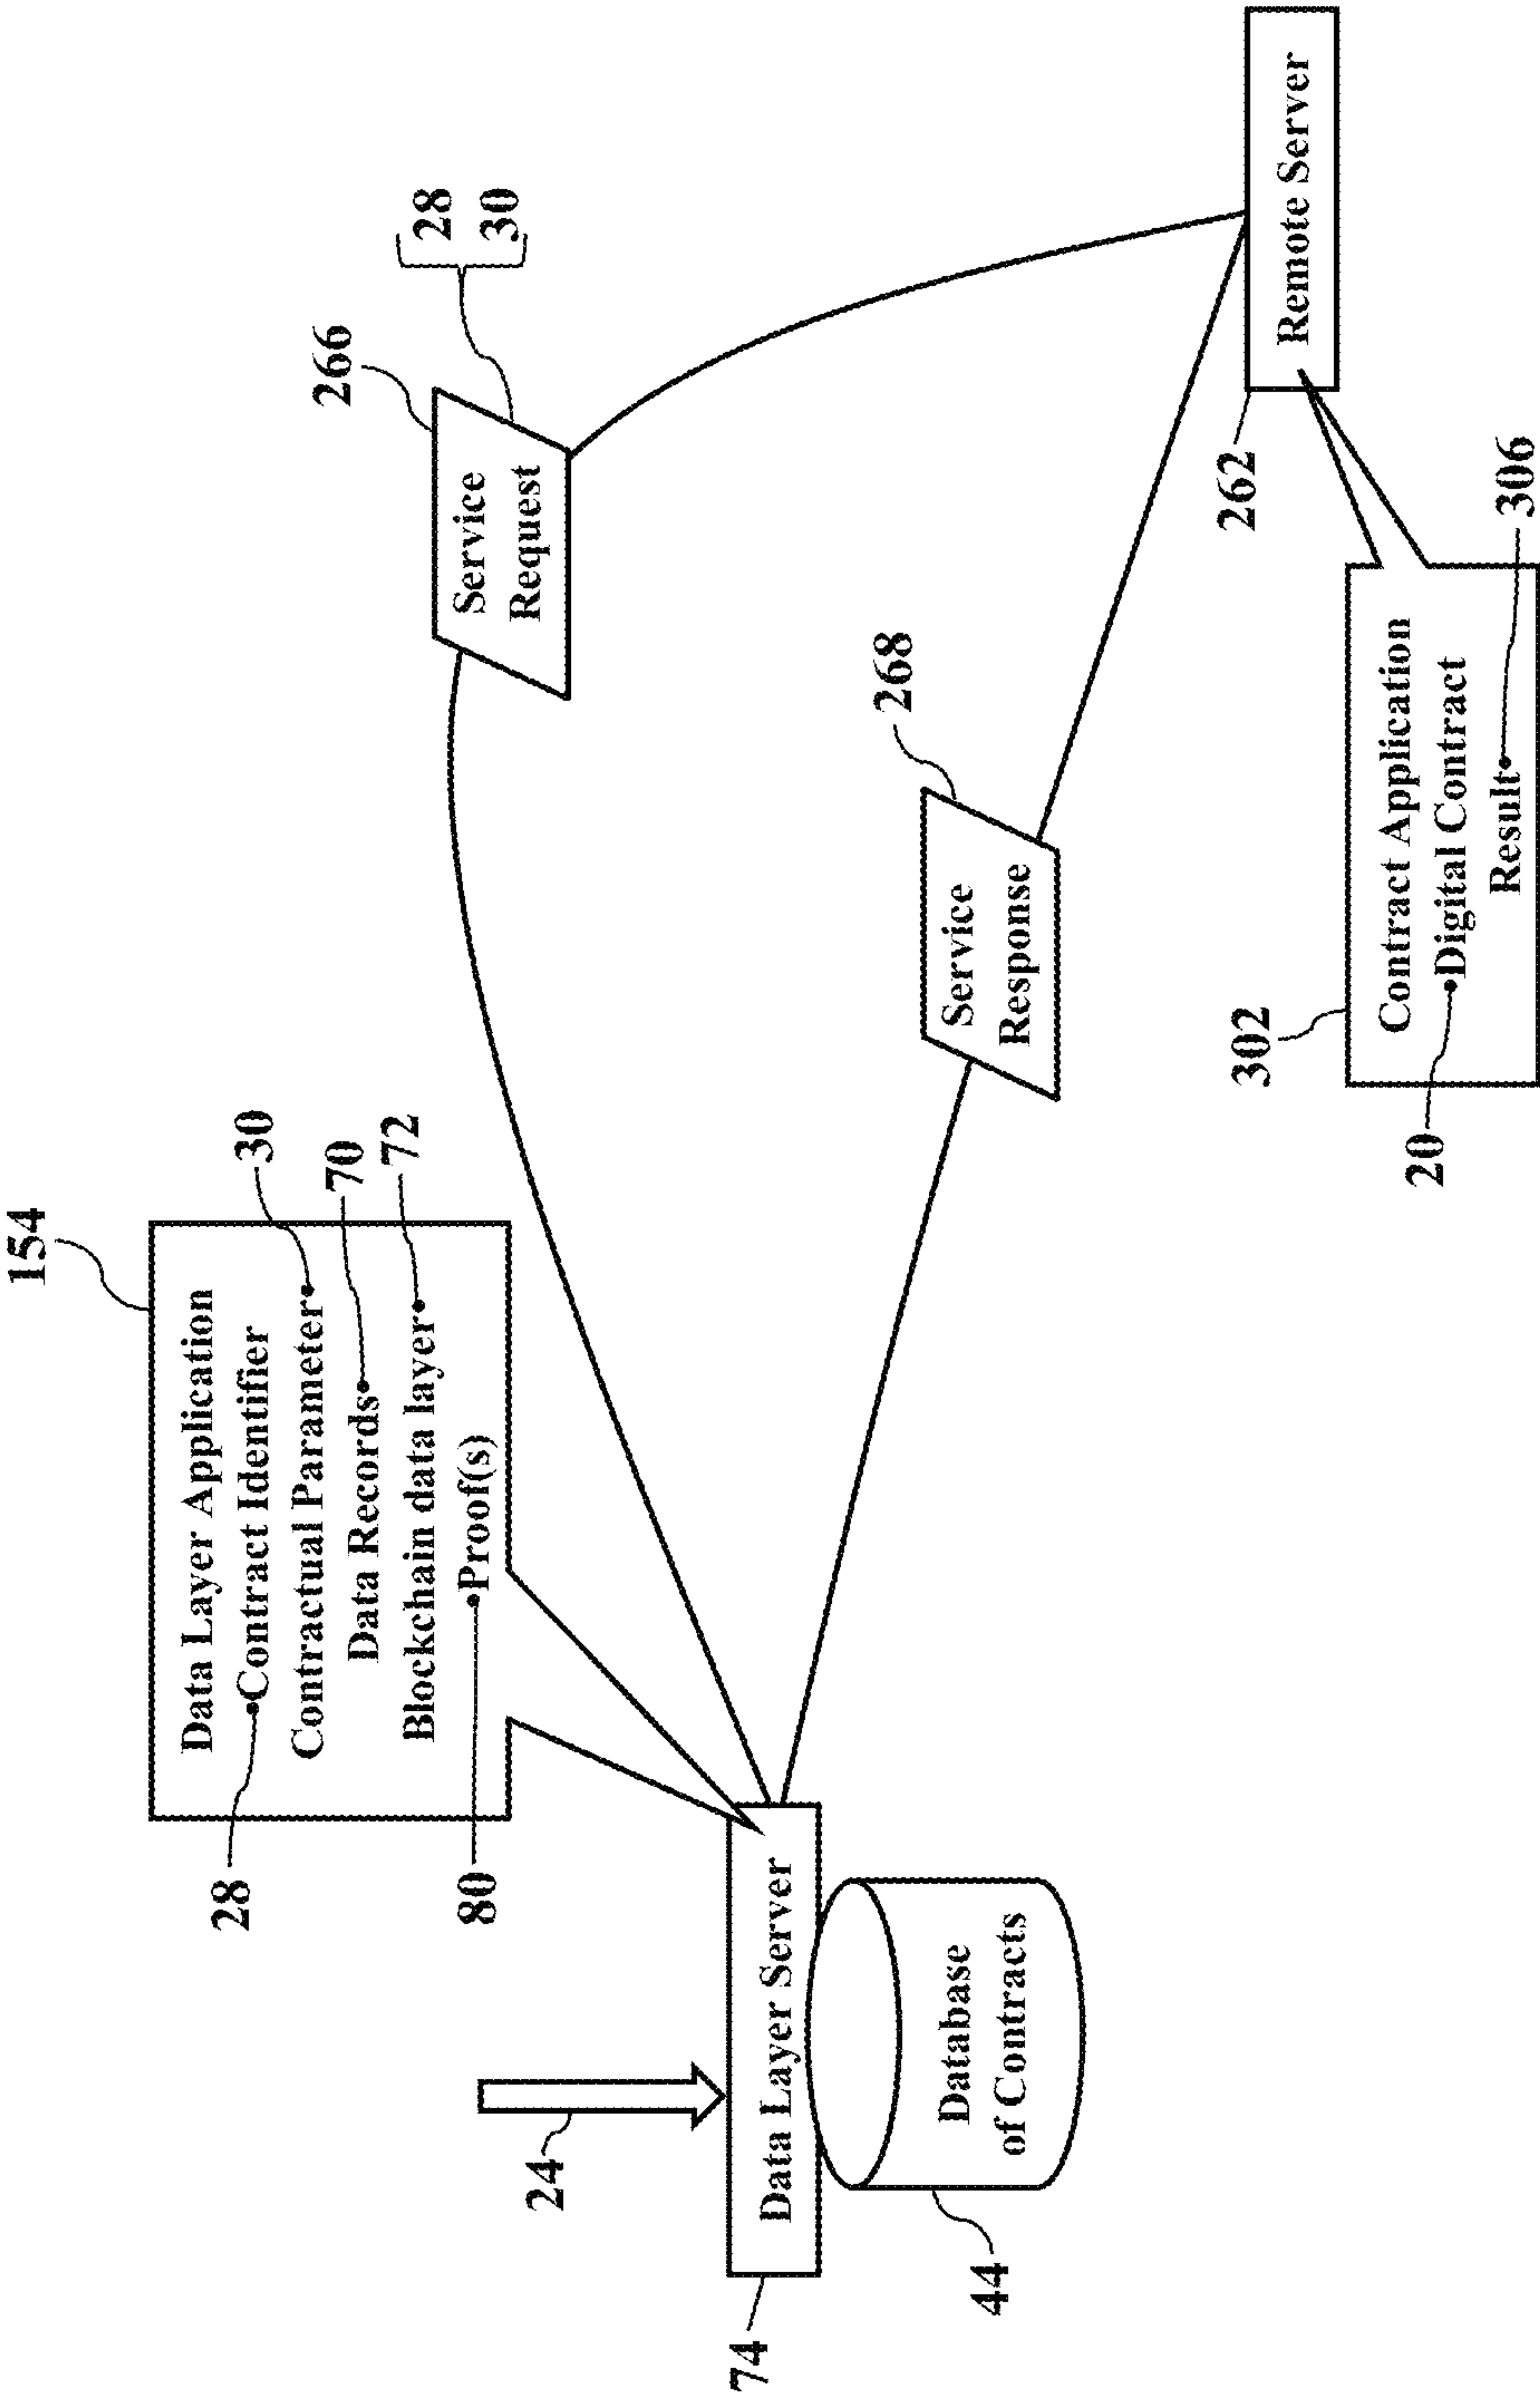 154
Data Layer Application
28
Contract Identifier
Contractual Parameter
30
Data Records
70
Blockchain data layer
72
80
Proof(s)
266
28
30
Service
Request
24
74
Data Layer Server
44
Database
of Contracts
268
Service
Response
262
Remote Server
302
Contract Application
20
Digital Contract
Result
306